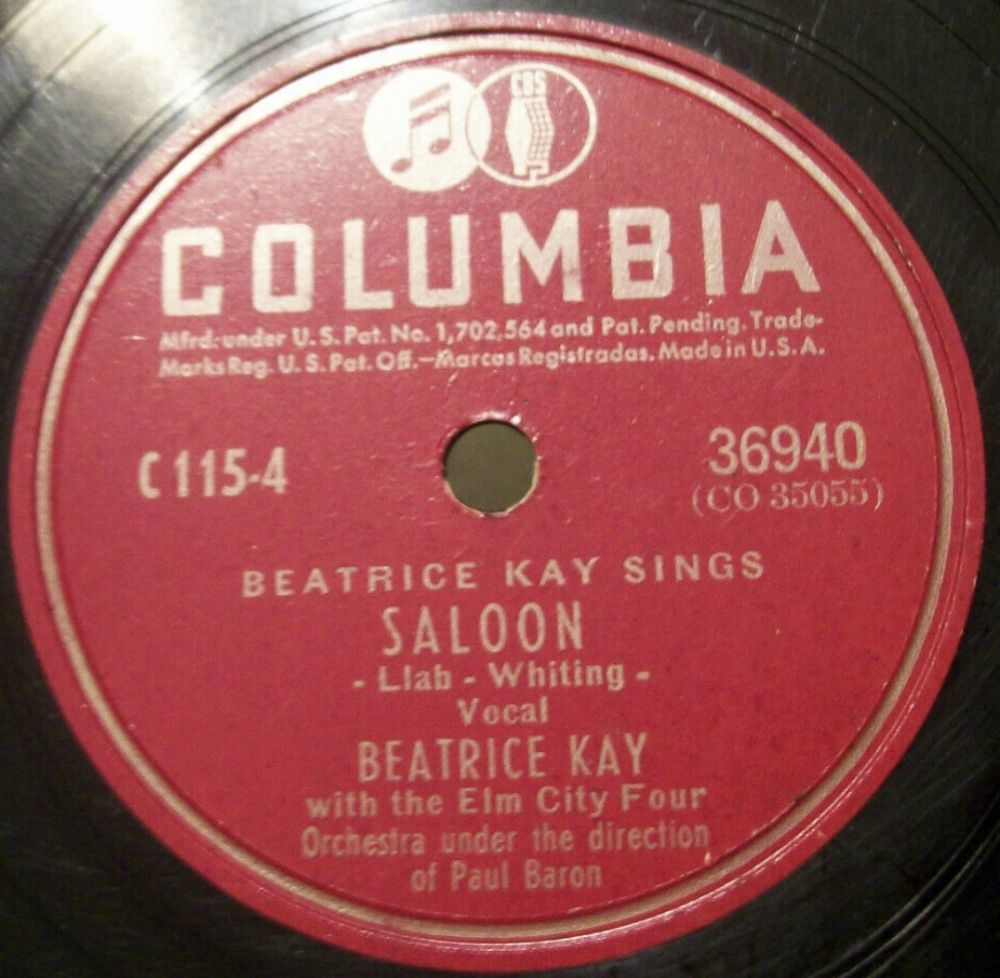 CBS
COLUMBIA
Mfrd. under U.S. Pat. No. 1,702,564 and Pat. Pending. Trade-
Marks Reg. U.S. Pat. Off.—Marcas Registradas. Made in U.S.A.
C 115-4
36940
(CO 35055)
BEATRICE KAY SINGS
SALOON
- Llab - Whiting -
Vocal
BEATRICE KAY
with the Elm City Four
Orchestra under the direction
of Paul Baron